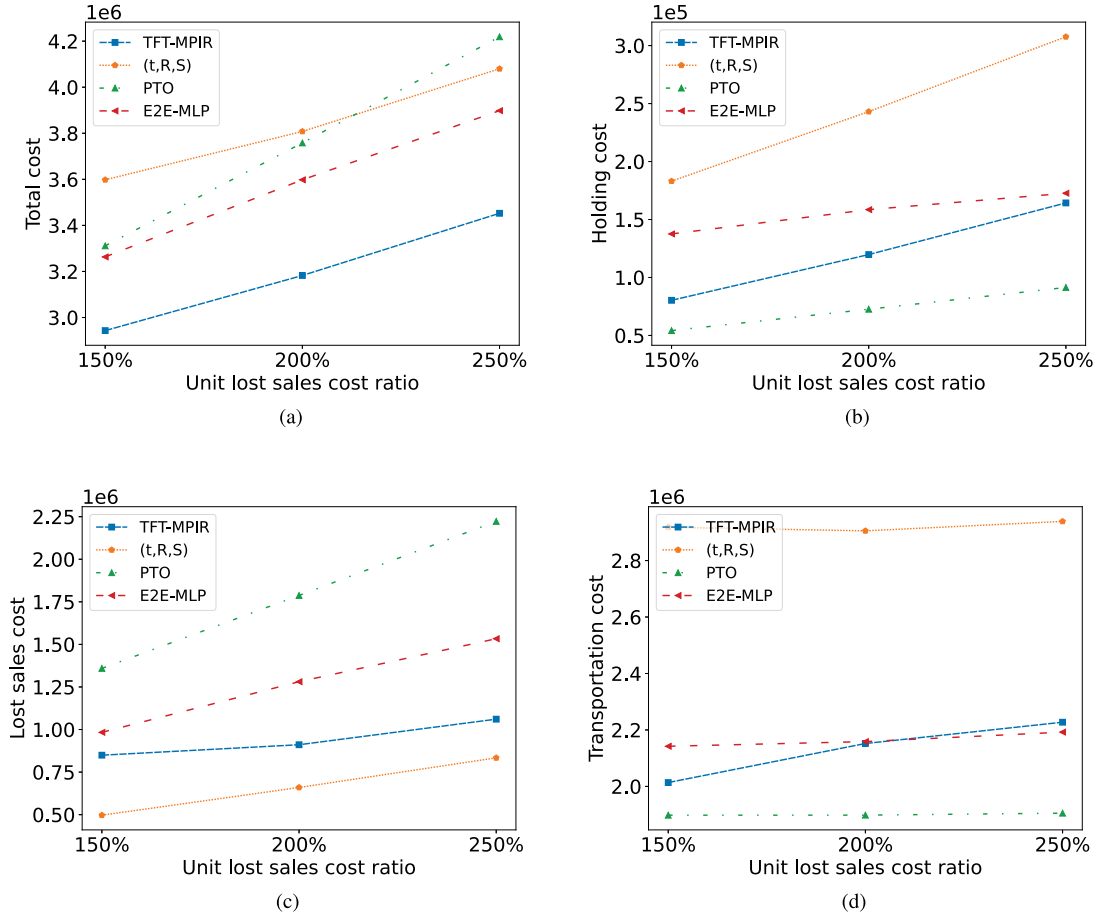 1e6
Total cost
4.2
4.0
3.8
3.6
3.4
3.2
3.0
TFT-MPIR
(t,R,S)
PTO
E2E-MLP
150%
200%
250%
Unit lost sales cost ratio
(a)
1e5
Holding cost
3.0
2.5
2.0
1.5
1.0
0.5
TFT-MPIR
(t,R,S)
PTO
E2E-MLP
150%
200%
250%
Unit lost sales cost ratio
(b)
1e6
Lost sales cost
2.25
2.00
1.75
1.50
1.25
1.00
0.75
0.50
TFT-MPIR
(t,R,S)
PTO
E2E-MLP
150%
200%
250%
Unit lost sales cost ratio
(c)
1e6
Transportation cost
2.8
2.6
2.4
2.2
2.0
TFT-MPIR
(t,R,S)
PTO
E2E-MLP
150%
200%
250%
Unit lost sales cost ratio
(d)